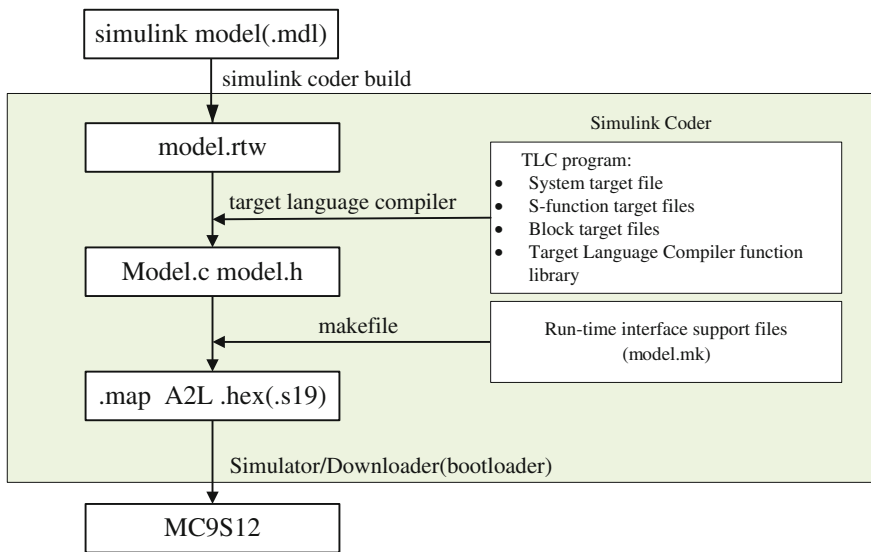 simulink model(.mdl)
simulink coder build
Simulink Coder
model.rtw
TLC program:
• System target file
• S-function target files
• Block target files
• Target Language Compiler function
library
target language compiler
Model.c model.h
makefile
Run-time interface support files
(model.mk)
.map A2L .hex(.s19)
Simulator/Downloader(bootloader)
MC9S12